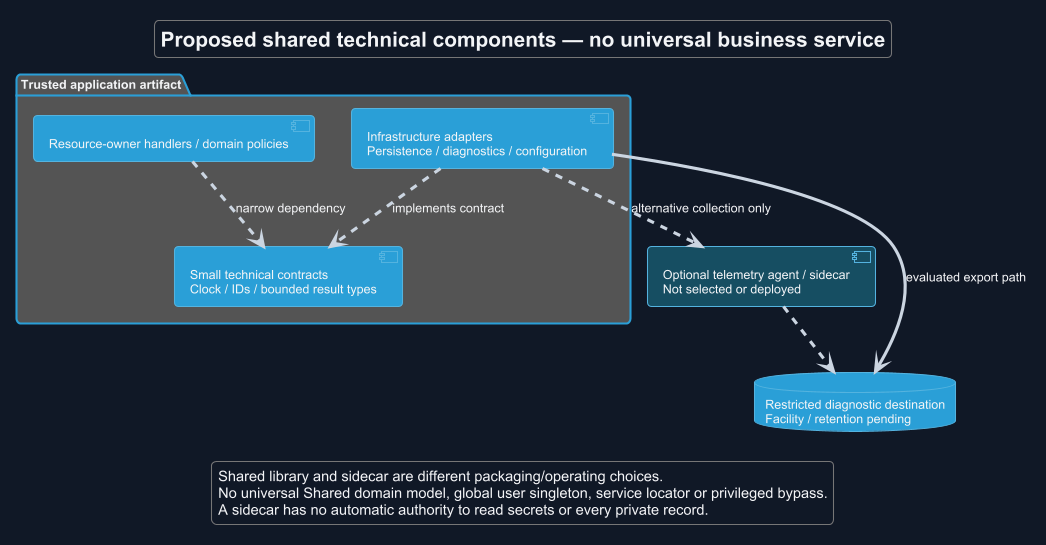 Proposed shared technical components — no universal business service
Trusted application artifact
Resource-owner handlers / domain policies
Infrastructure adapters
Persistence / diagnostics / configuration
narrow dependency
implements contract
alternative collection only
Small technical contracts
Clock / IDs / bounded result types
Optional telemetry agent / sidecar
Not selected or deployed
evaluated export path
Restricted diagnostic destination
Facility / retention pending
Shared library and sidecar are different packaging/operating choices.
No universal Shared domain model, global user singleton, service locator or privileged bypass.
A sidecar has no automatic authority to read secrets or every private record.